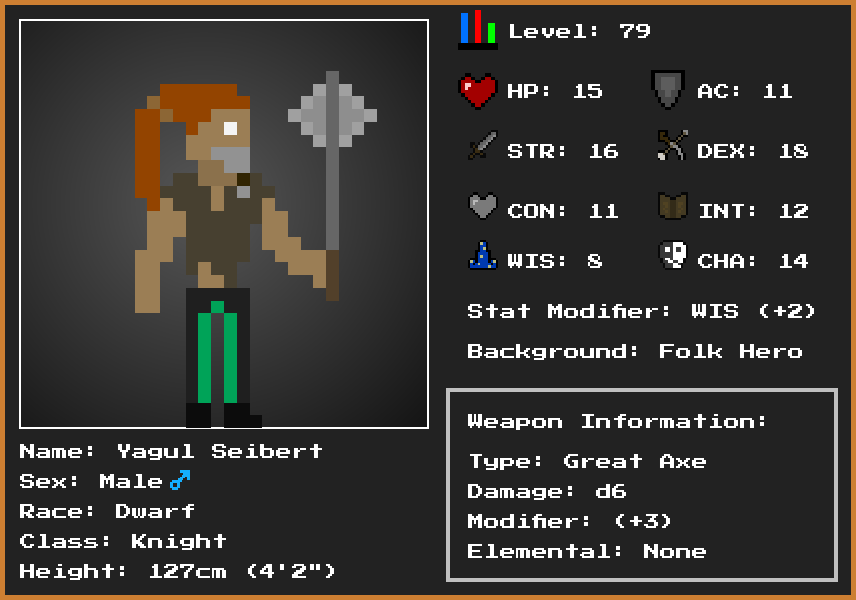 Level: 79
HP: 15 AC: 11
STR: 16 DEX: 18
CON: 11 INT: 12
WIS: 8 CHA: 14
Stat Modifier: WIS (+2)
Background: Folk Hero
Weapon Information:
Type: Great Axe
Damage: d6
Modifier: (+3)
Elemental: None
Name: Yagul Seibert
Sex: Male ♂
Race: Dwarf
Class: Knight
Height: 127cm (4'2")